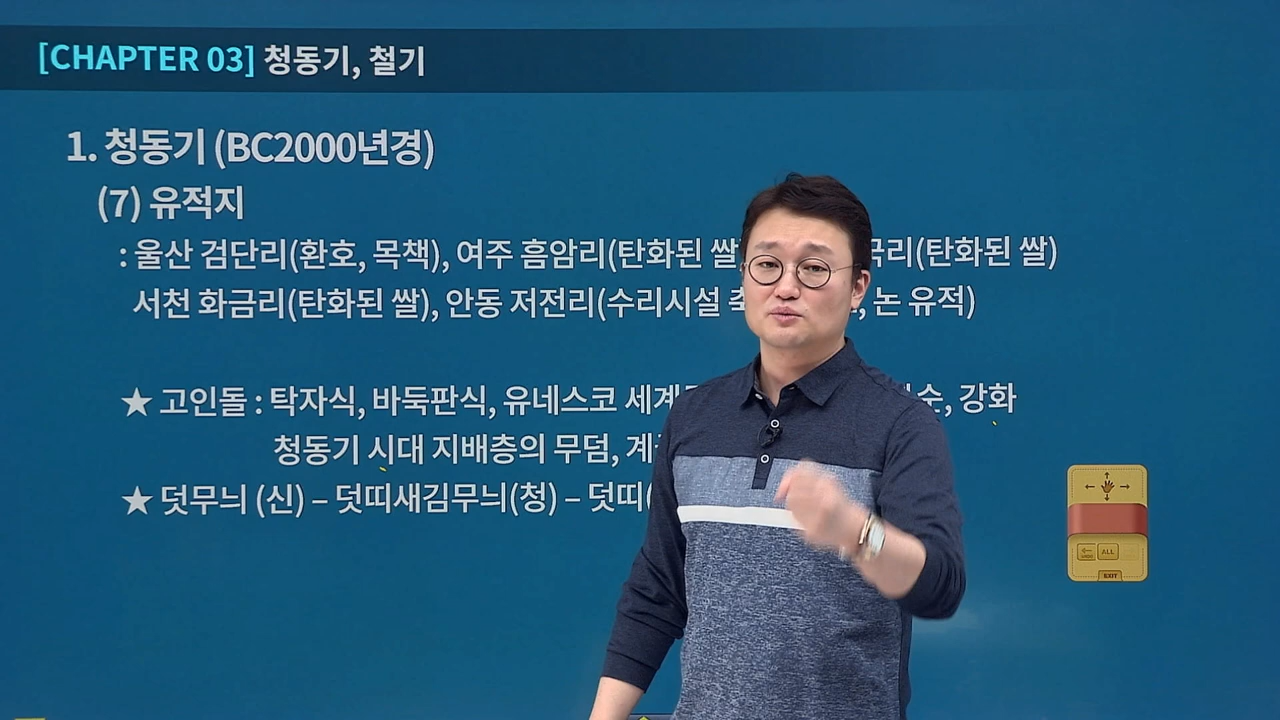 [CHAPTER 03] 청동기, 철기
1. 청동기 (BC2000년경)
(7) 유적지
: 울산 검단리(환호, 목책), 여주 흠암리(탄화된 쌀 (탄화된 쌀)
서천 화금리(탄화된 쌀), 안동 저전리(수리시설 , 논 유적)
★ 고인돌 : 탁자식, 바둑판식, 유네스코 , 강화
청동기 시대 지배층의 무덤,
★ 덧무늬 (신) – 덧띠새김무늬(청) – 덧띠(
ALL
EXIT